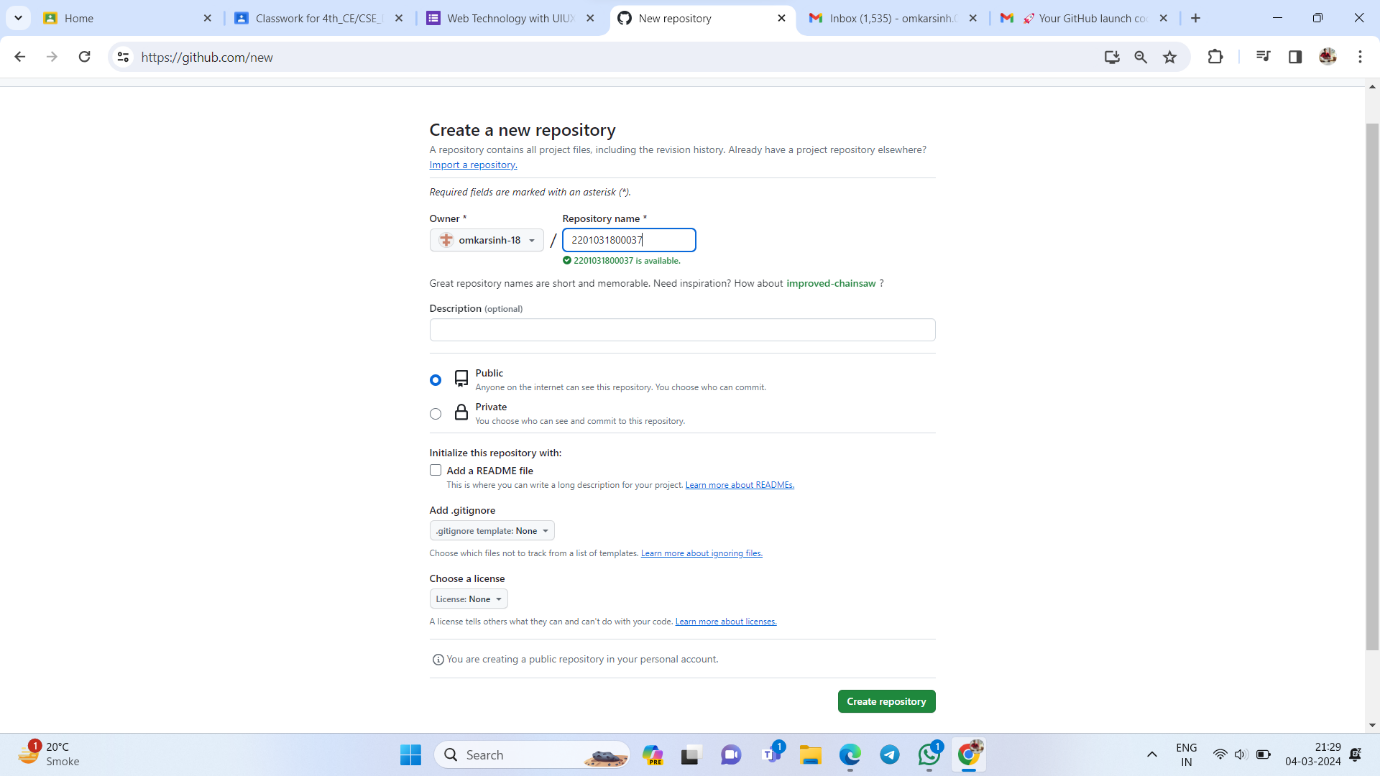 Home
Classwork for 4th_CE/CSE_
Web Technology with UIUX
New repository
Inbox (1,535) - omkarsinh.
🚀 Your GitHub launch co
https://github.com/new
Create a new repository
A repository contains all project files, including the revision history. Already have a project repository elsewhere?
Import a repository.
Required fields are marked with an asterisk (*).
Owner *
Repository name *
omkarsinh-18
/
2201031800037
2201031800037 is available.
Great repository names are short and memorable. Need inspiration? How about improved-chainsaw ?
Description (optional)
Public
Anyone on the internet can see this repository. You choose who can commit.
Private
You choose who can see and commit to this repository.
Initialize this repository with:
Add a README file
This is where you can write a long description for your project. Learn more about READMEs.
Add .gitignore
.gitignore template: None
Choose which files not to track from a list of templates. Learn more about ignoring files.
Choose a license
License: None
A license tells others what they can and can't do with your code. Learn more about licenses.
You are creating a public repository in your personal account.
Create repository
1
20°C
Smoke
Search
PRE
1
1
ENG
IN
21:29
04-03-2024